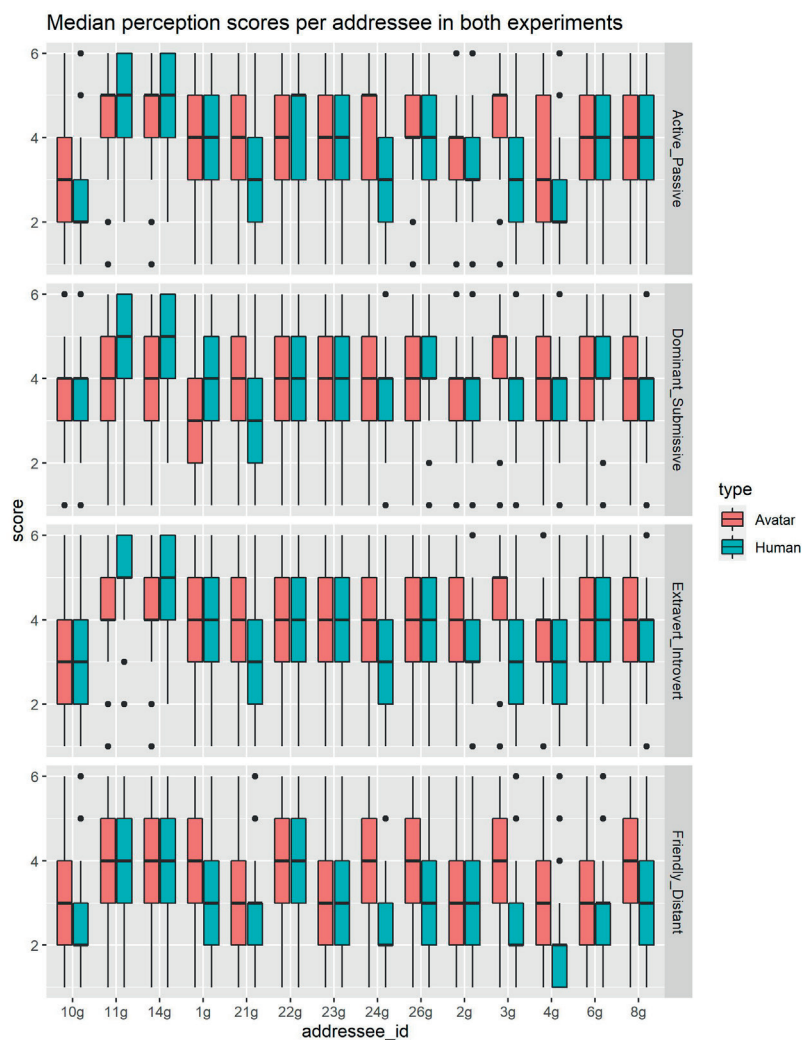 Median perception scores per addressee in both experiments
6
4
2
Active_Passive
6
4
2
Dominant_Submissive
score
6
4
2
Extravert_Introvert
6
4
2
Friendly_Distant
type
Avatar
Human
10g 11g 14g 1g 21g 22g 23g 24g 26g 2g 3g 4g 6g 8g
addressee_id